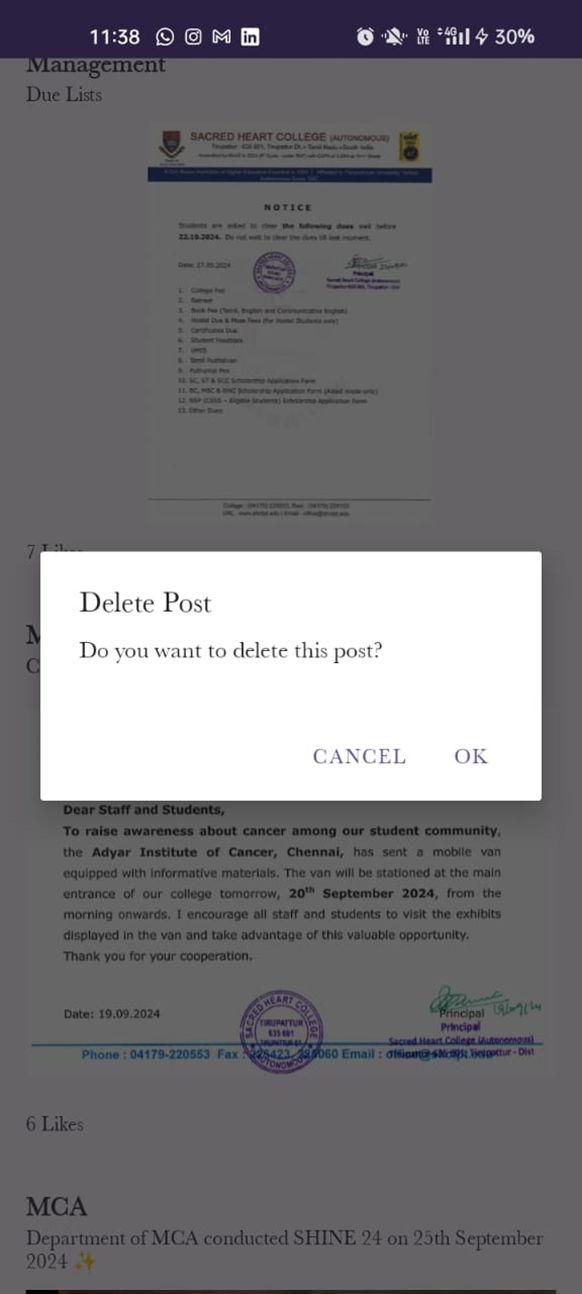 11:38
VO LTE 4G 30%
Management
Due Lists
SACRED HEART COLLEGE (AUTONOMOUS)
Tirupattur - 635 601, Tirupattur Dt. Tamil Nadu, South India
NOTICE
Students are asked to clear the following dues well before
22.10.2024. Do not wait to clear the dues till last moment.
Date: 27.09.2024
Principal
Sacred Heart College (Autonomous)
1. College Fee
2. Retreat
3. Book Fee (Tamil, English and Communicative English)
4. Hostel Due & Mess Fees (For Hostel Students only)
5. Certificates Due
6. Student Feedback
7. UMIS
8. Tamil Pudhalvan
9. Puthumai Pen
10. SC, ST & SCC Scholarship Application Form
11. BC, MBC & DNC Scholarship Application Form (Aided mode only)
12. NSP (CSSS - Eligible Students) Scholarship Application Form
13. Other Dues
7 Likes
Delete Post
Do you want to delete this post?
CANCEL OK
Dear Staff and Students,
To raise awareness about cancer among our student community,
the Adyar Institute of Cancer, Chennai, has sent a mobile van
equipped with informative materials. The van will be stationed at the main
entrance of our college tomorrow, 20th September 2024, from the
morning onwards. I encourage all staff and students to visit the exhibits
displayed in the van and take advantage of this valuable opportunity.
Thank you for your cooperation.
Date: 19.09.2024
SACRED HEART COLLEGE
TIRUPATTUR
635 601
AUTONOMOUS
Principal
Principal
Sacred Heart College (Autonomous)
Phone : 04179-220553 Fax : Email :
6 Likes
MCA
Department of MCA conducted SHINE 24 on 25th September
2024 ✨